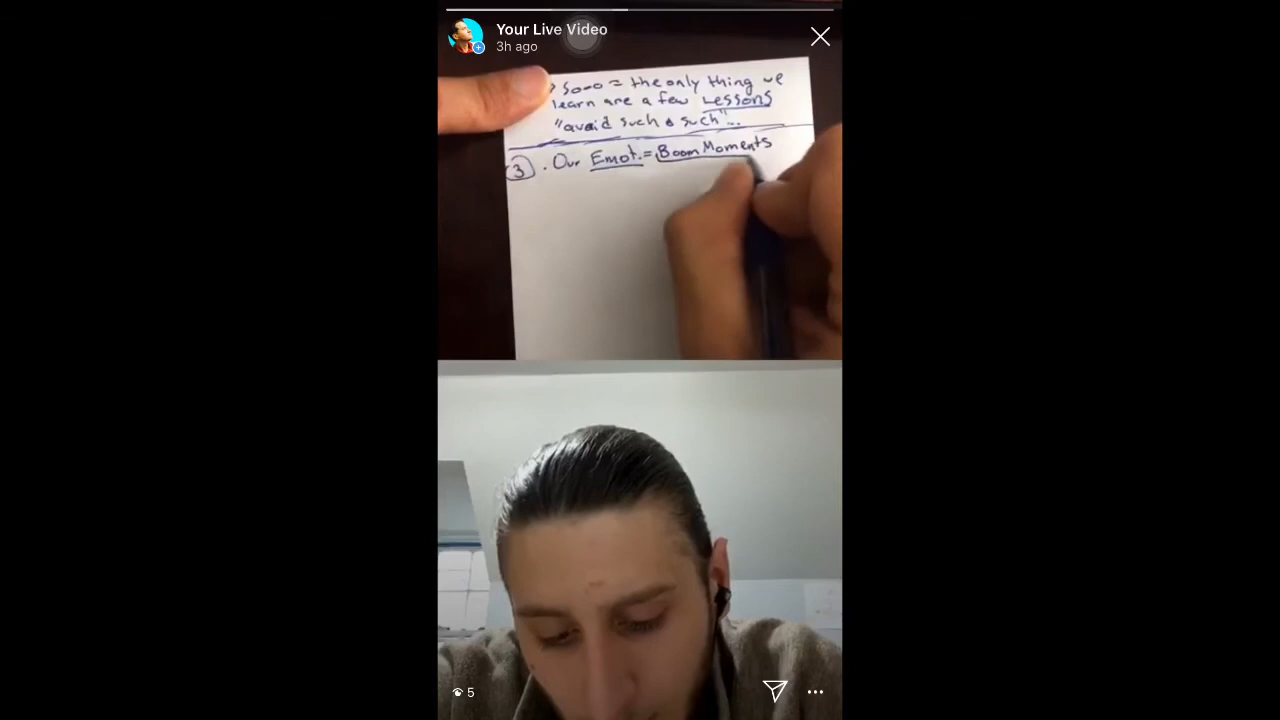 Your Live Video
3h ago
Sooo = the only thing we
learn are a few Lessons
"avoid such & such"...
3. Our Emot. = Boom Moments
5